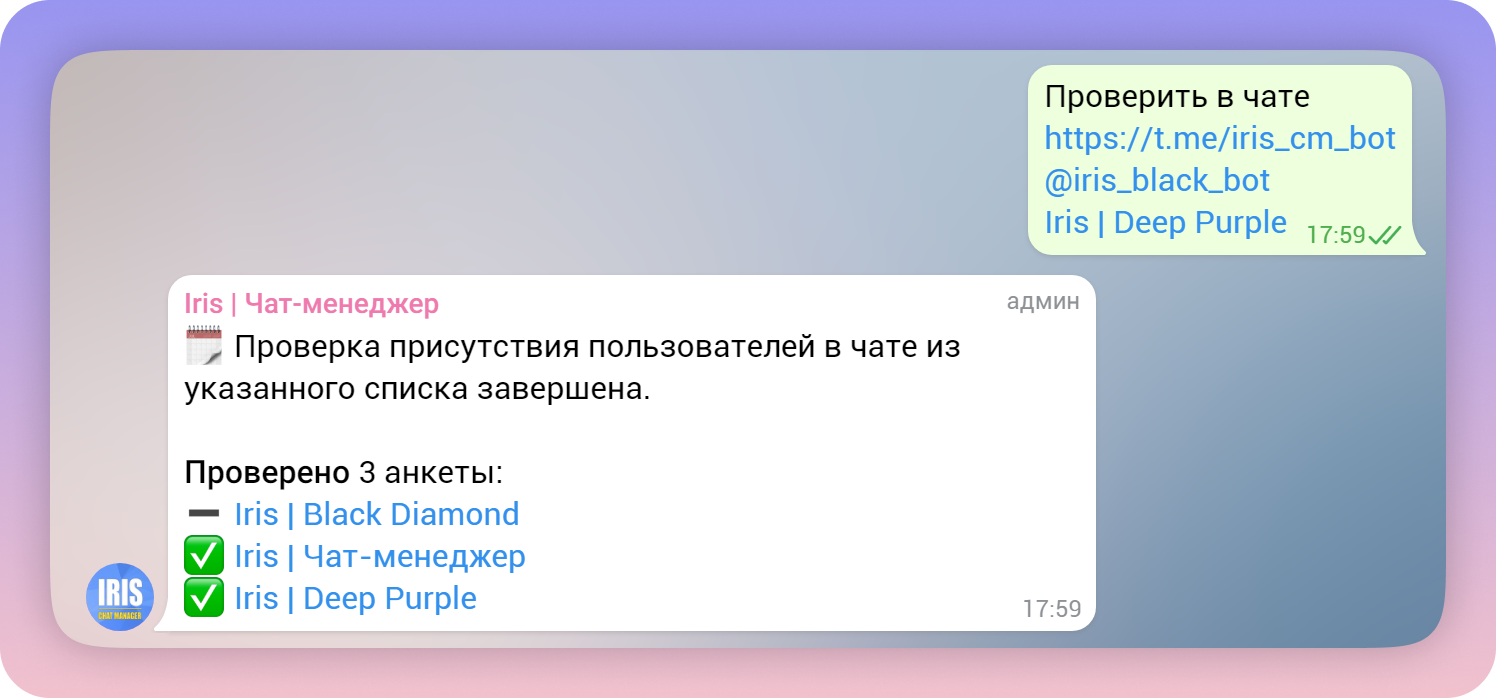 Проверить в чате
https://t.me/iris_cm_bot
@iris_black_bot
Iris | Deep Purple
17:59
Iris | Чат-менеджер
админ
Проверка присутствия пользователей в чате из
указанного списка завершена.
Проверено 3 анкеты:
➖ Iris | Black Diamond
✅ Iris | Чат-менеджер
✅ Iris | Deep Purple
17:59
IRIS
CHAT MANAGER